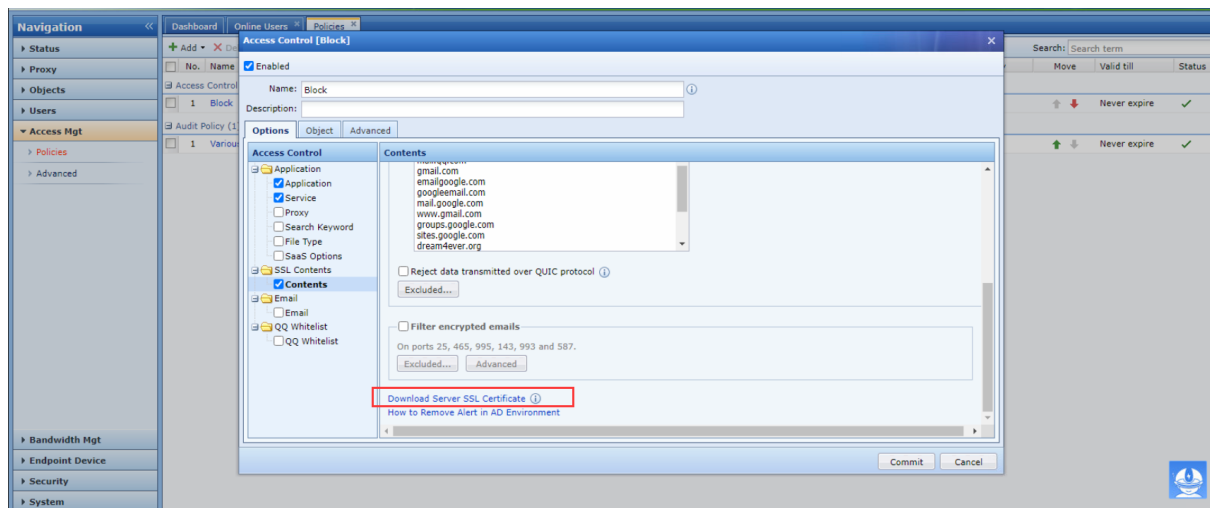 Navigation «
Status
Proxy
Objects
Users
Access Mgt
Policies
Advanced
Bandwidth Mgt
Endpoint Device
Security
System
Dashboard Online Users Policies
Add De Search: Search term
No. Name Move Valid till Status
Access Control
1 Block Never expire
Audit Policy (1
1 Various Never expire
Access Control [Block]
Enabled
Name: Block
Description:
Options Object Advanced
Access Control
Application
Application
Service
Proxy
Search Keyword
File Type
SaaS Options
SSL Contents
Contents
Email
Email
QQ Whitelist
QQ Whitelist
Contents
gmail.com
emailgoogle.com
googleemail.com
mail.google.com
www.gmail.com
groups.google.com
sites.google.com
dream4ever.org
Reject data transmitted over QUIC protocol
Excluded...
Filter encrypted emails
On ports 25, 465, 995, 143, 993 and 587.
Excluded... Advanced
Download Server SSL Certificate
How to Remove Alert in AD Environment
Commit Cancel